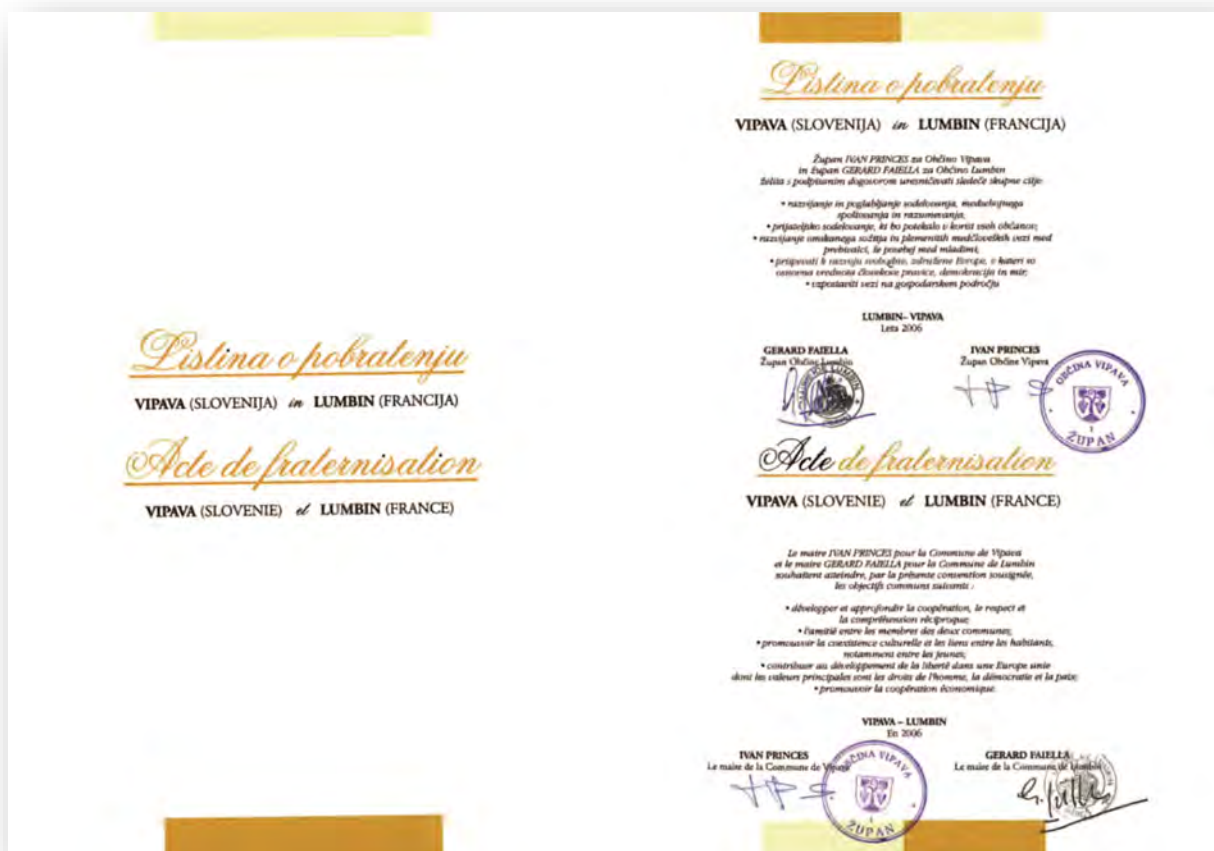 Listina o pobratenju
VIPAVA (SLOVENIJA) in LUMBIN (FRANCIJA)
Acte de fraternisation
VIPAVA (SLOVENIE) et LUMBIN (FRANCE)
Listina o pobratenju
VIPAVA (SLOVENIJA) in LUMBIN (FRANCIJA)
Župan IVAN PRINCES za Občino Vipava
in župan GERARD FAIELLA za Občino Lumbin
želita s podpisanim dogovorom uresničevati sledeče skupne cilje:
• razvijanje in poglabljanje sodelovanja, medsebojnega
spoštovanja in razumevanja,
• prijateljsko sodelovanje, ki bo potekalo v korist vseh občanov;
• razvijanje sožitja in plemenitih medčloveških vezi med
prebivalci, še posebej med mladimi,
• prispevati k razvoju svobodne, združene Evrope, v kateri so
osnovna vrednota človekove pravice, demokracija in mir;
• vzpostaviti vezi na gospodarskem področju
LUMBIN– VIPAVA
Leta 2006
GERARD FAIELLA
Župan Občine Lumbin
IVAN PRINCES
Župan Občine Vipava
OBČINA VIPAVA
1
ŽUPAN
Acte de fraternisation
VIPAVA (SLOVENIE) et LUMBIN (FRANCE)
Le maire IVAN PRINCES pour la Commune de Vipava
et le maire GERARD FAIELLA pour la Commune de Lumbin
souhaitent atteindre, par la présente convention sousignée,
les objectifs communs suivants :
• développer et approfondir la coopération, le respect et
la compréhension réciproque;
• l'amitié entre les membres des deux communes;
• promouvoir la coexistence culturelle et les liens entre les habitants,
notamment entre les jeunes;
• contribuer au développement de la liberté dans une Europe unie
dont les valeurs principales sont les droits de l'homme, la démocratie et la paix;
• promouvoir la coopération économique.
VIPAVA – LUMBIN
En 2006
IVAN PRINCES
Le maire de la Commune de Vipava
OBČINA VIPAVA
1
ŽUPAN
GERARD FAIELLA
Le maire de la Commune de Lumbin